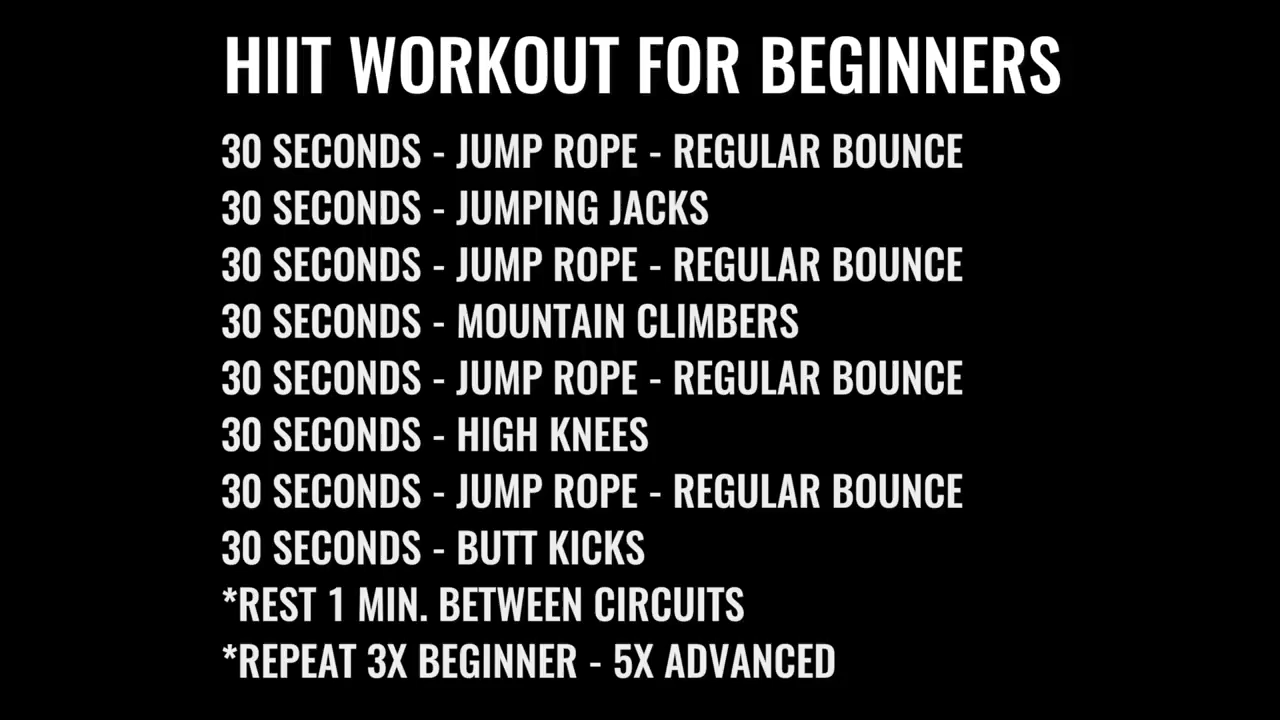 HIIT WORKOUT FOR BEGINNERS
30 SECONDS - JUMP ROPE - REGULAR BOUNCE
30 SECONDS - JUMPING JACKS
30 SECONDS - JUMP ROPE - REGULAR BOUNCE
30 SECONDS - MOUNTAIN CLIMBERS
30 SECONDS - JUMP ROPE - REGULAR BOUNCE
30 SECONDS - HIGH KNEES
30 SECONDS - JUMP ROPE - REGULAR BOUNCE
30 SECONDS - BUTT KICKS
*REST 1 MIN. BETWEEN CIRCUITS
*REPEAT 3X BEGINNER - 5X ADVANCED